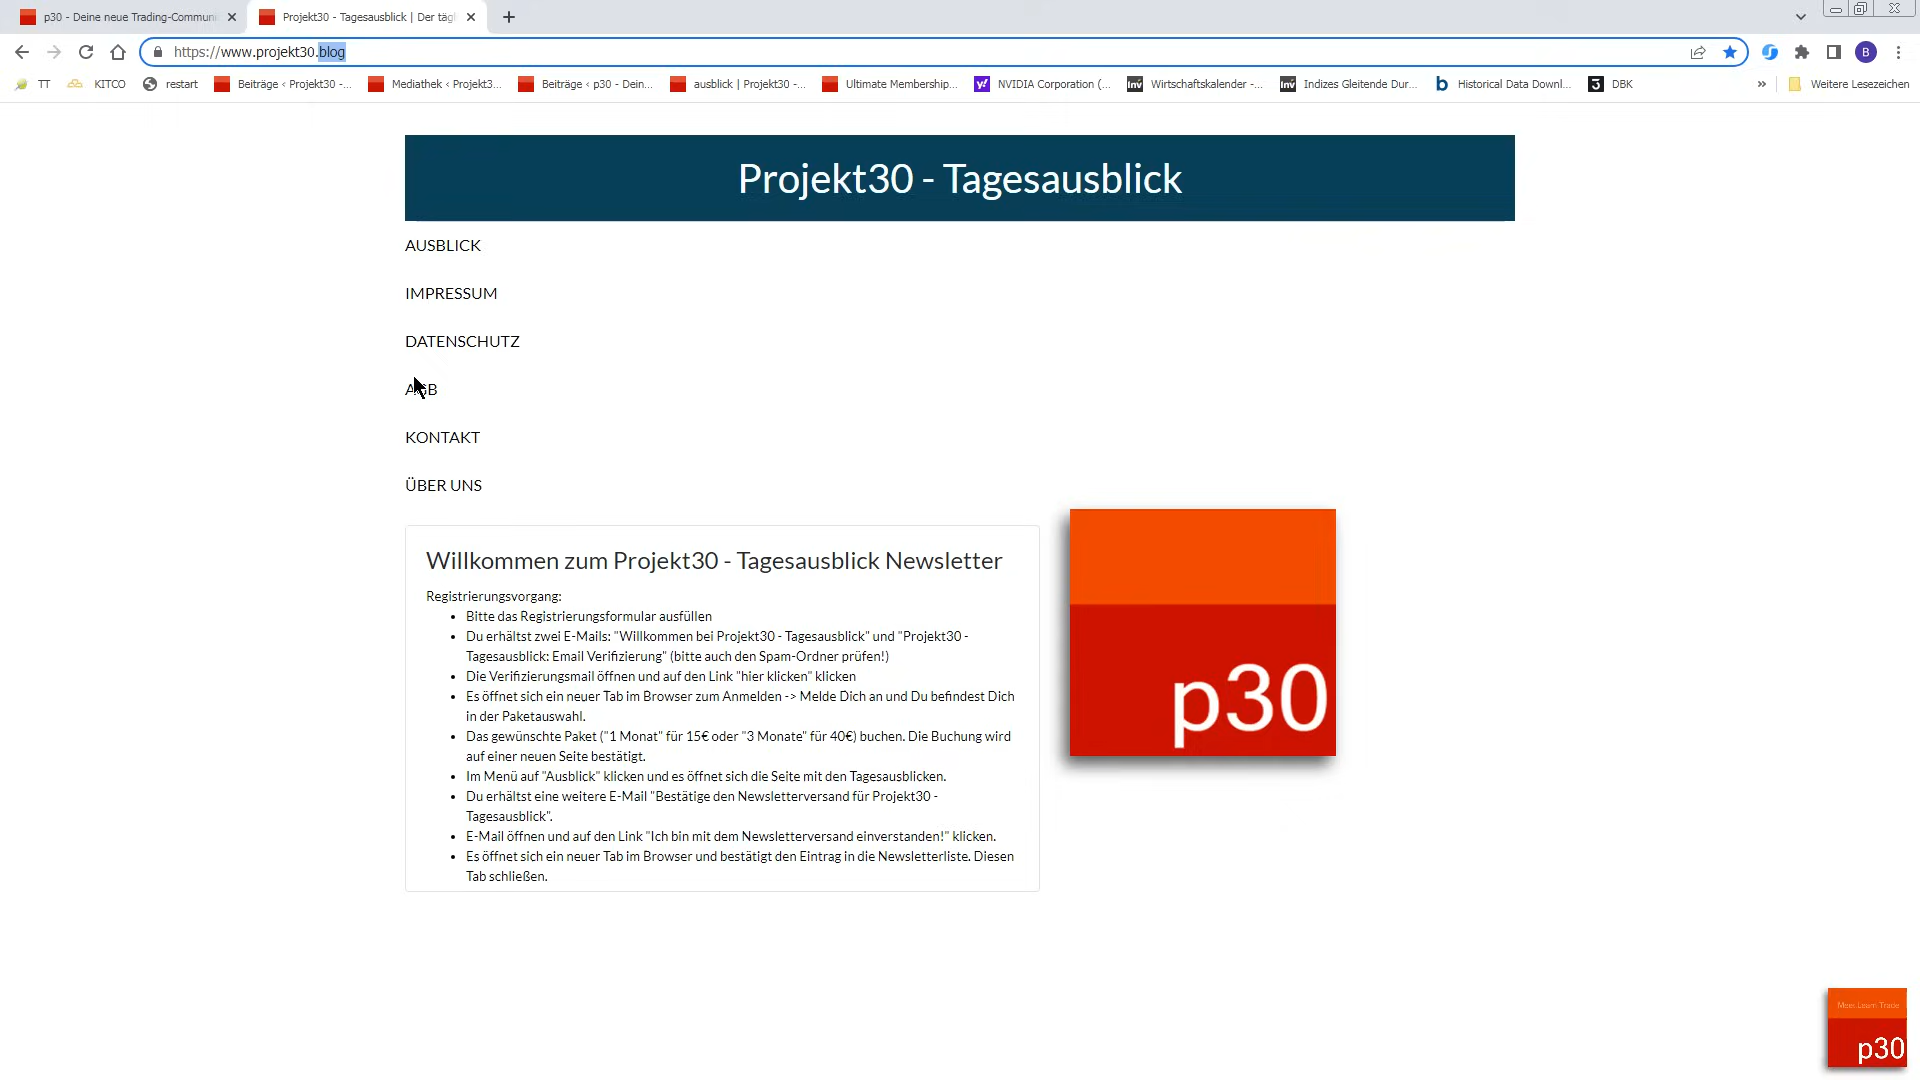 p30 - Deine neue Trading-Communi
Projekt30 - Tagesausblick | Der tägl
https://www.projekt30.blog
B
TT
KITCO
restart
Beiträge ‹ Projekt30 -...
Mediathek ‹ Projekt3...
Beiträge ‹ p30 - Dein...
ausblick | Projekt30 -...
Ultimate Membership...
NVIDIA Corporation (...
Wirtschaftskalender -...
Indizes Gleitende Dur...
Historical Data Downl...
DBK
»
Weitere Lesezeichen
Projekt30 - Tagesausblick
AUSBLICK
IMPRESSUM
DATENSCHUTZ
AGB
KONTAKT
ÜBER UNS
Willkommen zum Projekt30 - Tagesausblick Newsletter
Registrierungsvorgang:
• Bitte das Registrierungsformular ausfüllen
• Du erhältst zwei E-Mails: "Willkommen bei Projekt30 - Tagesausblick" und "Projekt30 -
Tagesausblick: Email Verifizierung" (bitte auch den Spam-Ordner prüfen!)
• Die Verifizierungsmail öffnen und auf den Link "hier klicken" klicken
• Es öffnet sich ein neuer Tab im Browser zum Anmelden -> Melde Dich an und Du befindest Dich
in der Paketauswahl.
• Das gewünschte Paket ("1 Monat" für 15€ oder "3 Monate" für 40€) buchen. Die Buchung wird
auf einer neuen Seite bestätigt.
• Im Menü auf "Ausblick" klicken und es öffnet sich die Seite mit den Tagesausblicken.
• Du erhältst eine weitere E-Mail "Bestätige den Newsletterversand für Projekt30 -
Tagesausblick".
• E-Mail öffnen und auf den Link "Ich bin mit dem Newsletterversand einverstanden!" klicken.
• Es öffnet sich ein neuer Tab im Browser und bestätigt den Eintrag in die Newsletterliste. Diesen
Tab schließen.
p30
Meet Learn Trade
p30